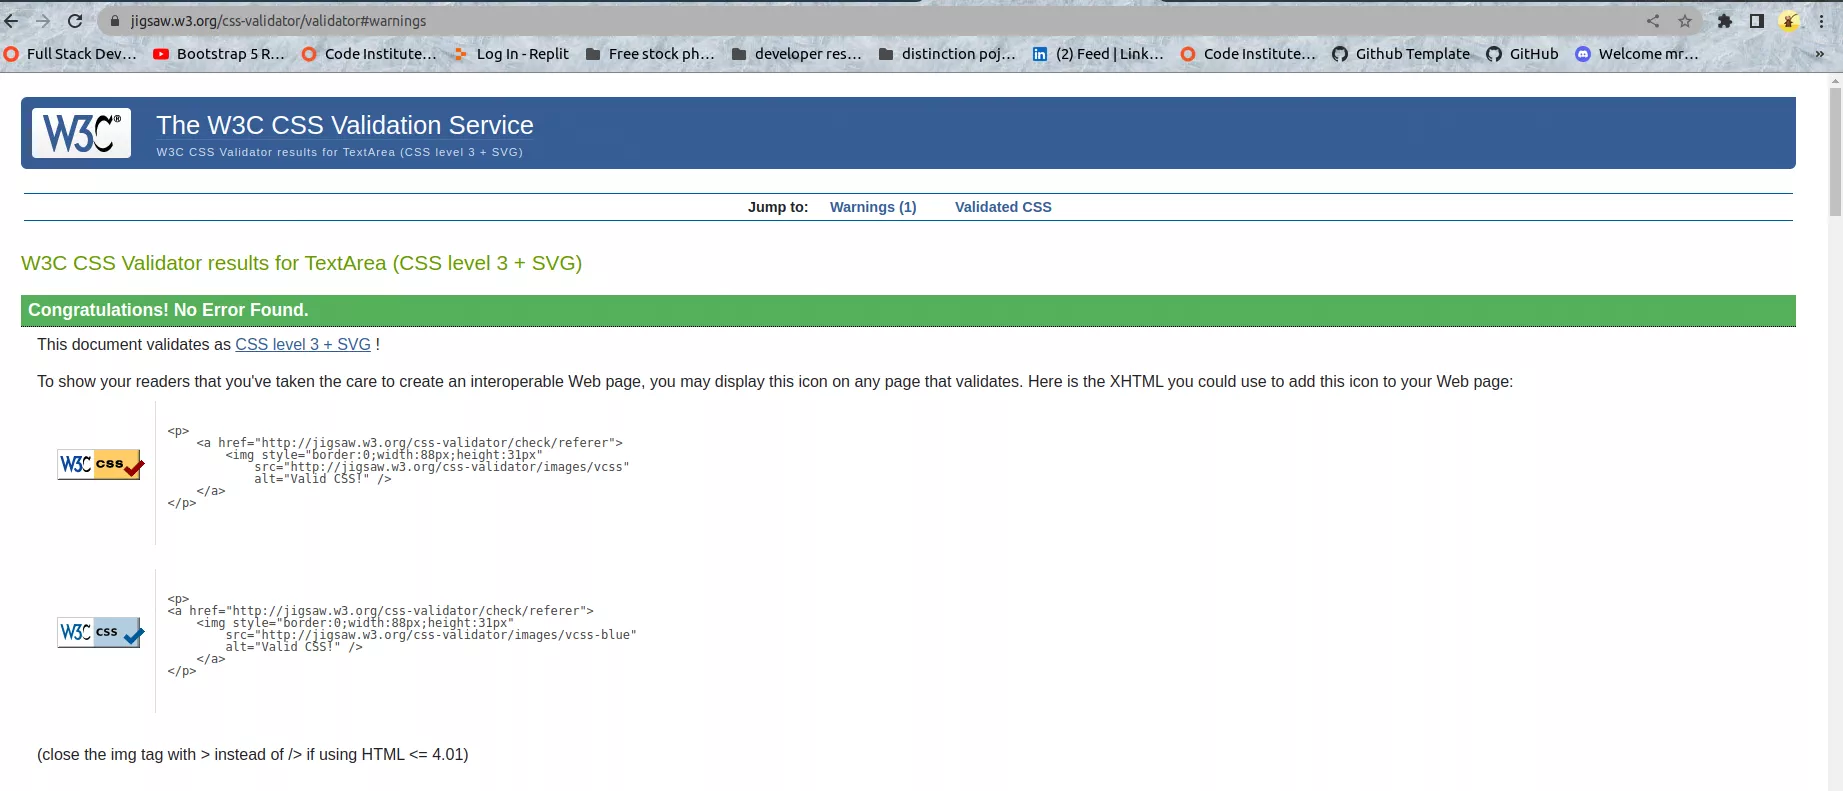 jigsaw.w3.org/css-validator/validator#warnings
Full Stack Dev... Bootstrap 5 R... Code Institute... Log In - Replit Free stock ph... developer res... distinction poj... (2) Feed | Link... Code Institute... Github Template GitHub Welcome mr... »
W3C® The W3C CSS Validation Service
W3C CSS Validator results for TextArea (CSS level 3 + SVG)
Jump to: Warnings (1) Validated CSS
W3C CSS Validator results for TextArea (CSS level 3 + SVG)
Congratulations! No Error Found.
This document validates as CSS level 3 + SVG !
To show your readers that you've taken the care to create an interoperable Web page, you may display this icon on any page that validates. Here is the XHTML you could use to add this icon to your Web page:
<p>
<a href="http://jigsaw.w3.org/css-validator/check/referer">
<img style="border:0;width:88px;height:31px"
W3C css
src="http://jigsaw.w3.org/css-validator/images/vcss"
alt="Valid CSS!" />
</a>
</p>
<p>
<a href="http://jigsaw.w3.org/css-validator/check/referer">
<img style="border:0;width:88px;height:31px"
W3C css
src="http://jigsaw.w3.org/css-validator/images/vcss-blue"
alt="Valid CSS!" />
</a>
</p>
(close the img tag with > instead of /> if using HTML <= 4.01)